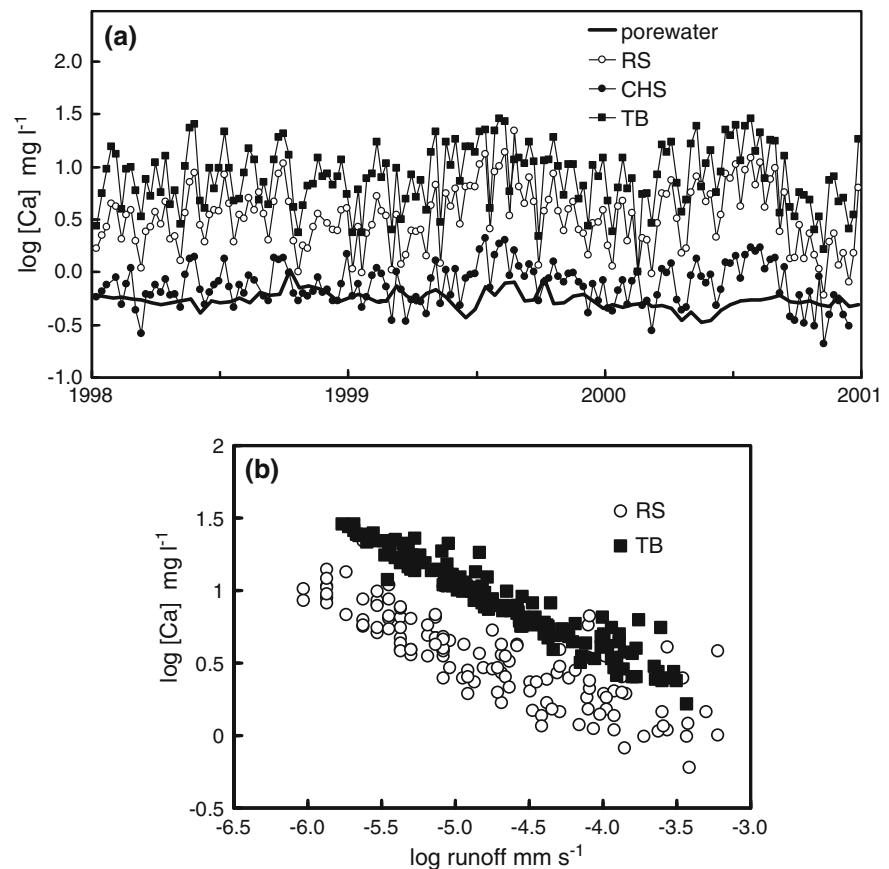 (a)
porewater
RS
CHS
TB
log [Ca] mg l⁻¹
2.0
1.5
1.0
0.5
0.0
-0.5
-1.0
1998
1999
2000
2001
(b)
RS
TB
log [Ca] mg l⁻¹
2
1.5
1
0.5
0
-0.5
-6.5
-6.0
-5.5
-5.0
-4.5
-4.0
-3.5
-3.0
log runoff mm s⁻¹